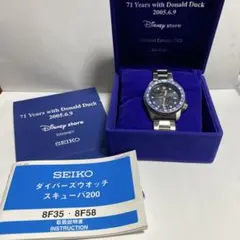 71 Years with Donald Duck
2005.6.9
Disney store
71 Years with Donald Duck
2005.6.9
Disney store
SEIKO
ダイバーズウオッチ
スキューバ200
8F35・8F58
取扱説明書
INSTRUCTION